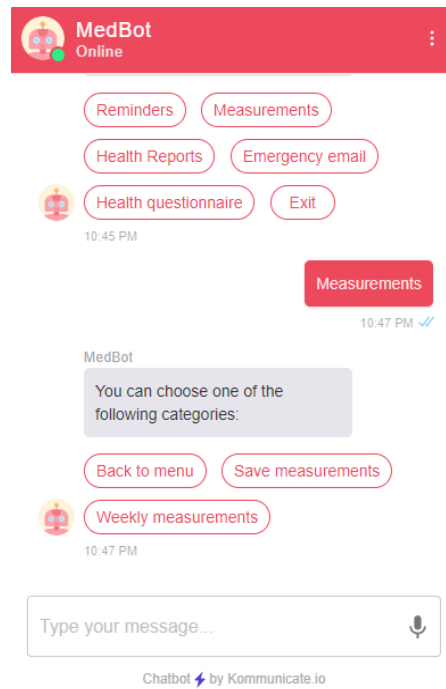 MedBot
Online
Reminders
Measurements
Health Reports
Emergency email
Health questionnaire
Exit
10:45 PM
Measurements
10:47 PM
MedBot
You can choose one of the
following categories:
Back to menu
Save measurements
Weekly measurements
10:47 PM
Type your message...
Chatbot by Kommunicate.io